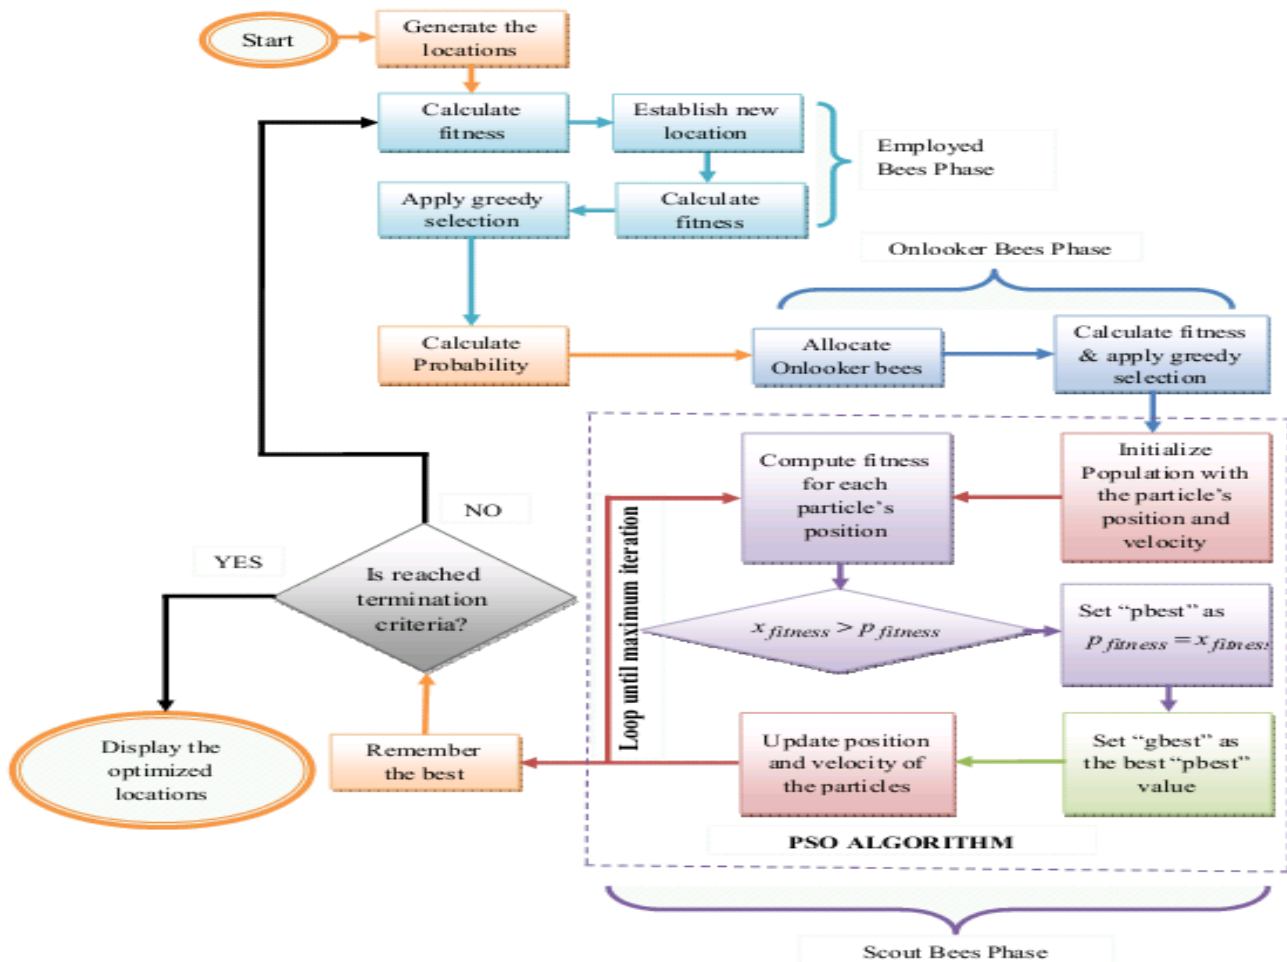 Start
Generate the
locations
Calculate
fitness
Establish new
location
Employed
Bees Phase
Apply greedy
selection
Calculate
fitness
Onlooker Bees Phase
Calculate
Probability
Allocate
Onlooker bees
Calculate fitness
& apply greedy
selection
Initialize
Population with
the particle's
position and
velocity
Compute fitness
for each
particle's
position
Loop until maximum iteration
x fitness > p fitness
Set "pbest" as
p fitness = x fitness
Set "gbest" as
the best "pbest"
value
Update position
and velocity of
the particles
PSO ALGORITHM
Scout Bees Phase
Remember
the best
Is reached
termination
criteria?
NO
YES
Display the
optimized
locations